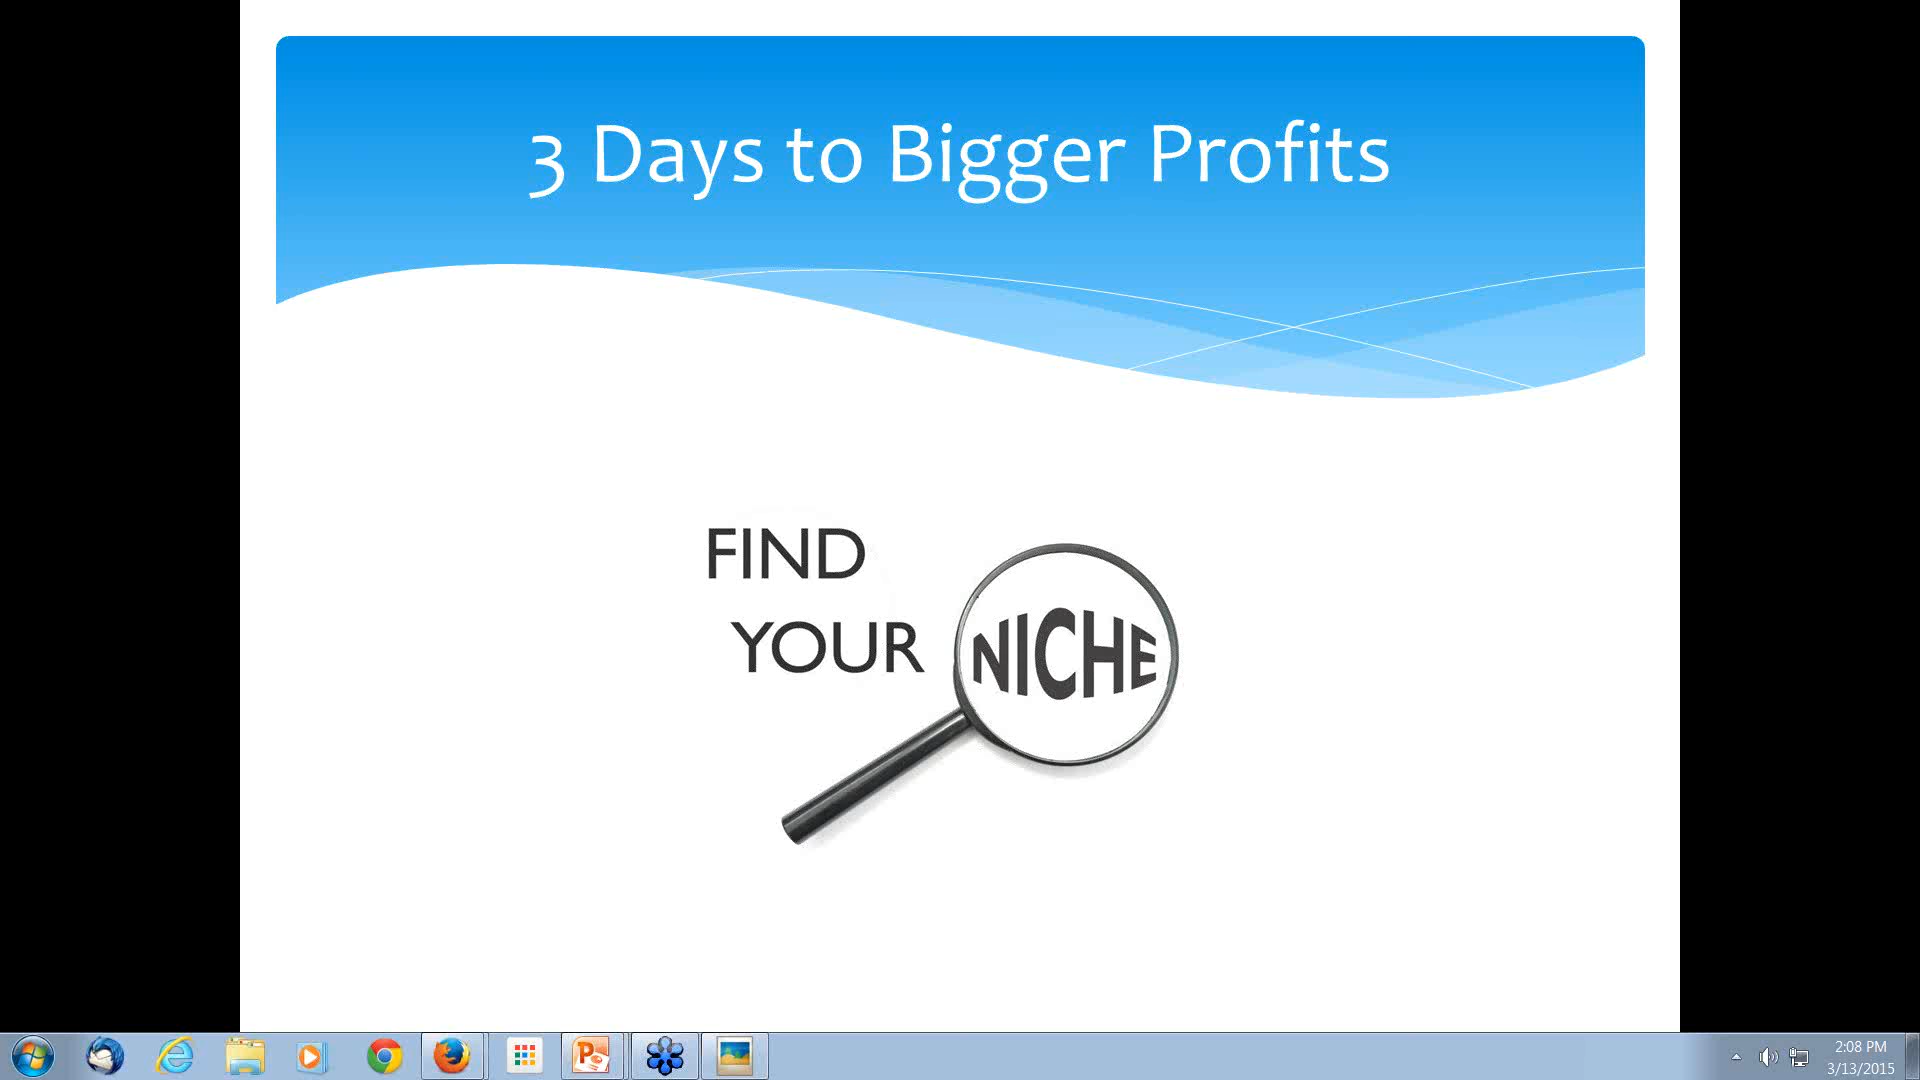 3 Days to Bigger Profits
FIND
YOUR
NICHE
2:08 PM
3/13/2015